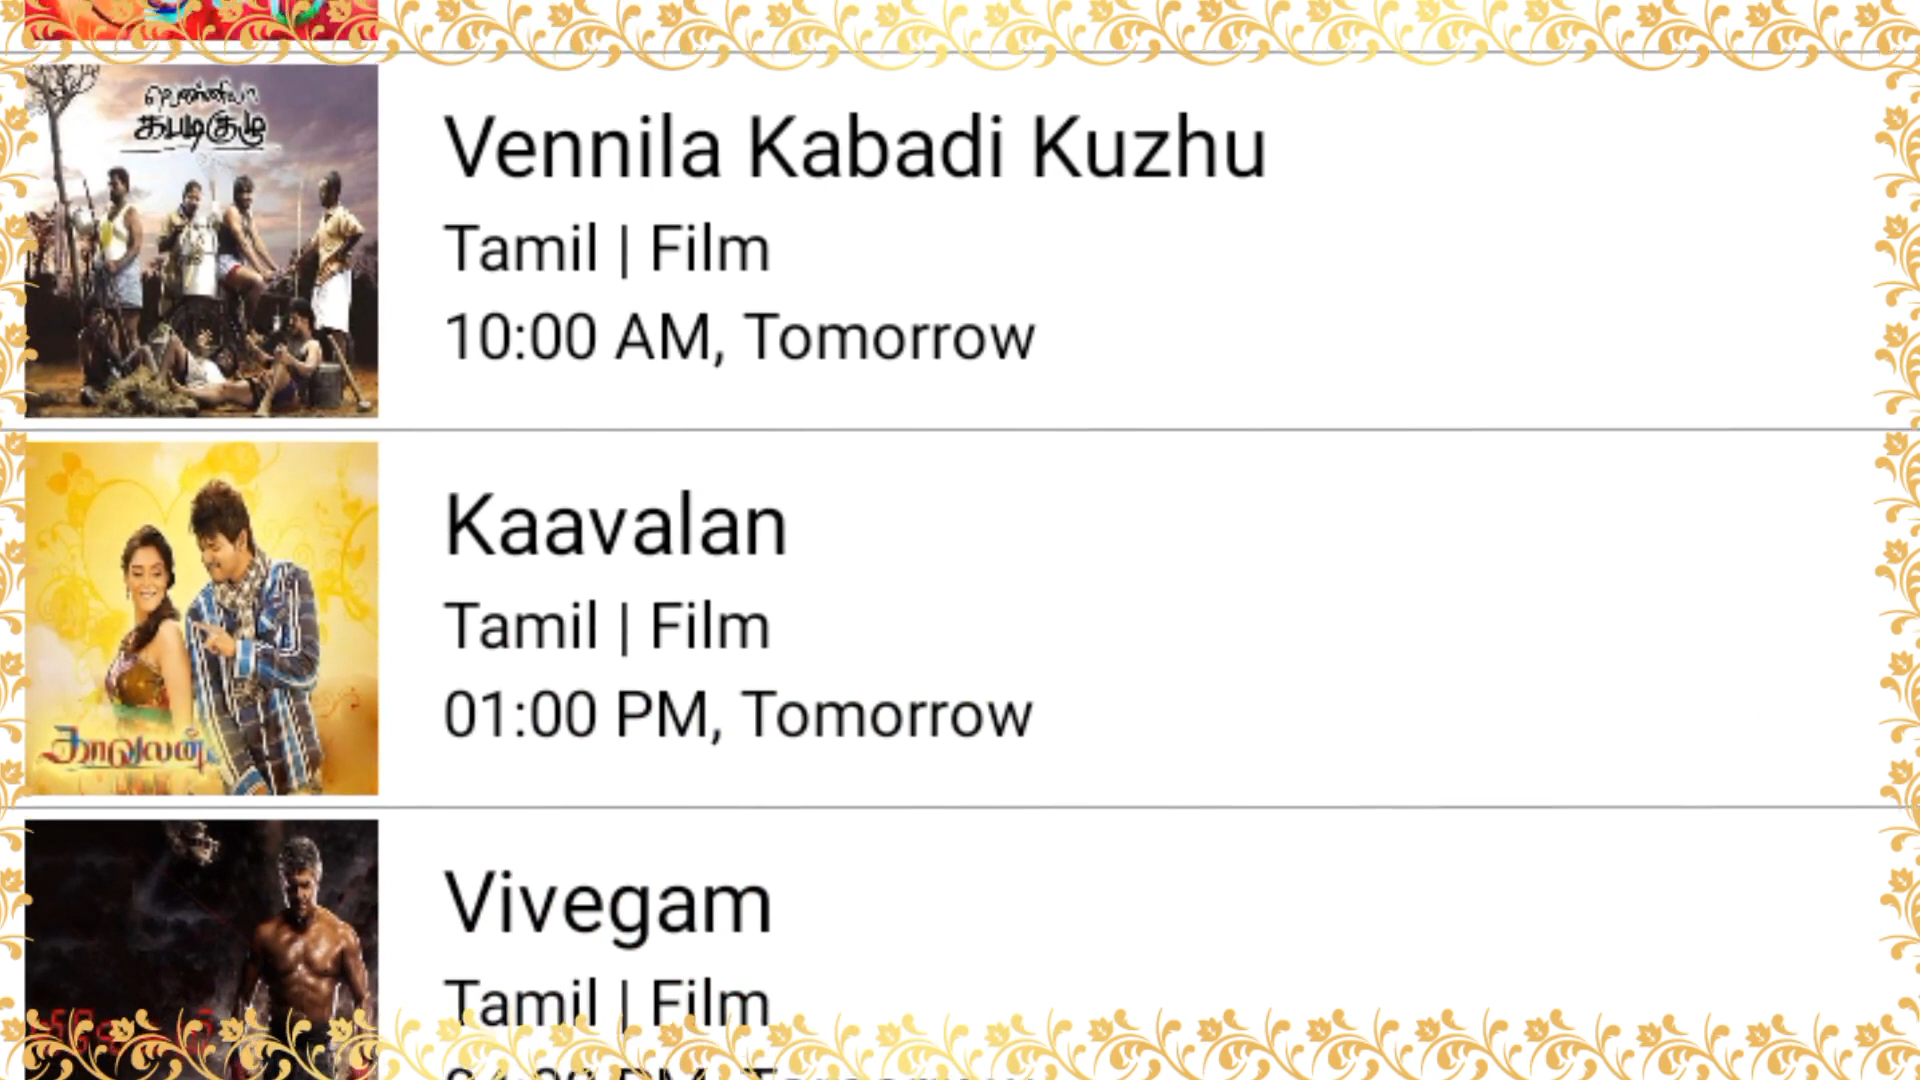 வெண்ணிலா
கபடிகுழு
Vennila Kabadi Kuzhu
Tamil | Film
10:00 AM, Tomorrow
காவலன்
Kaavalan
Tamil | Film
01:00 PM, Tomorrow
Vivegam
Tamil | Film